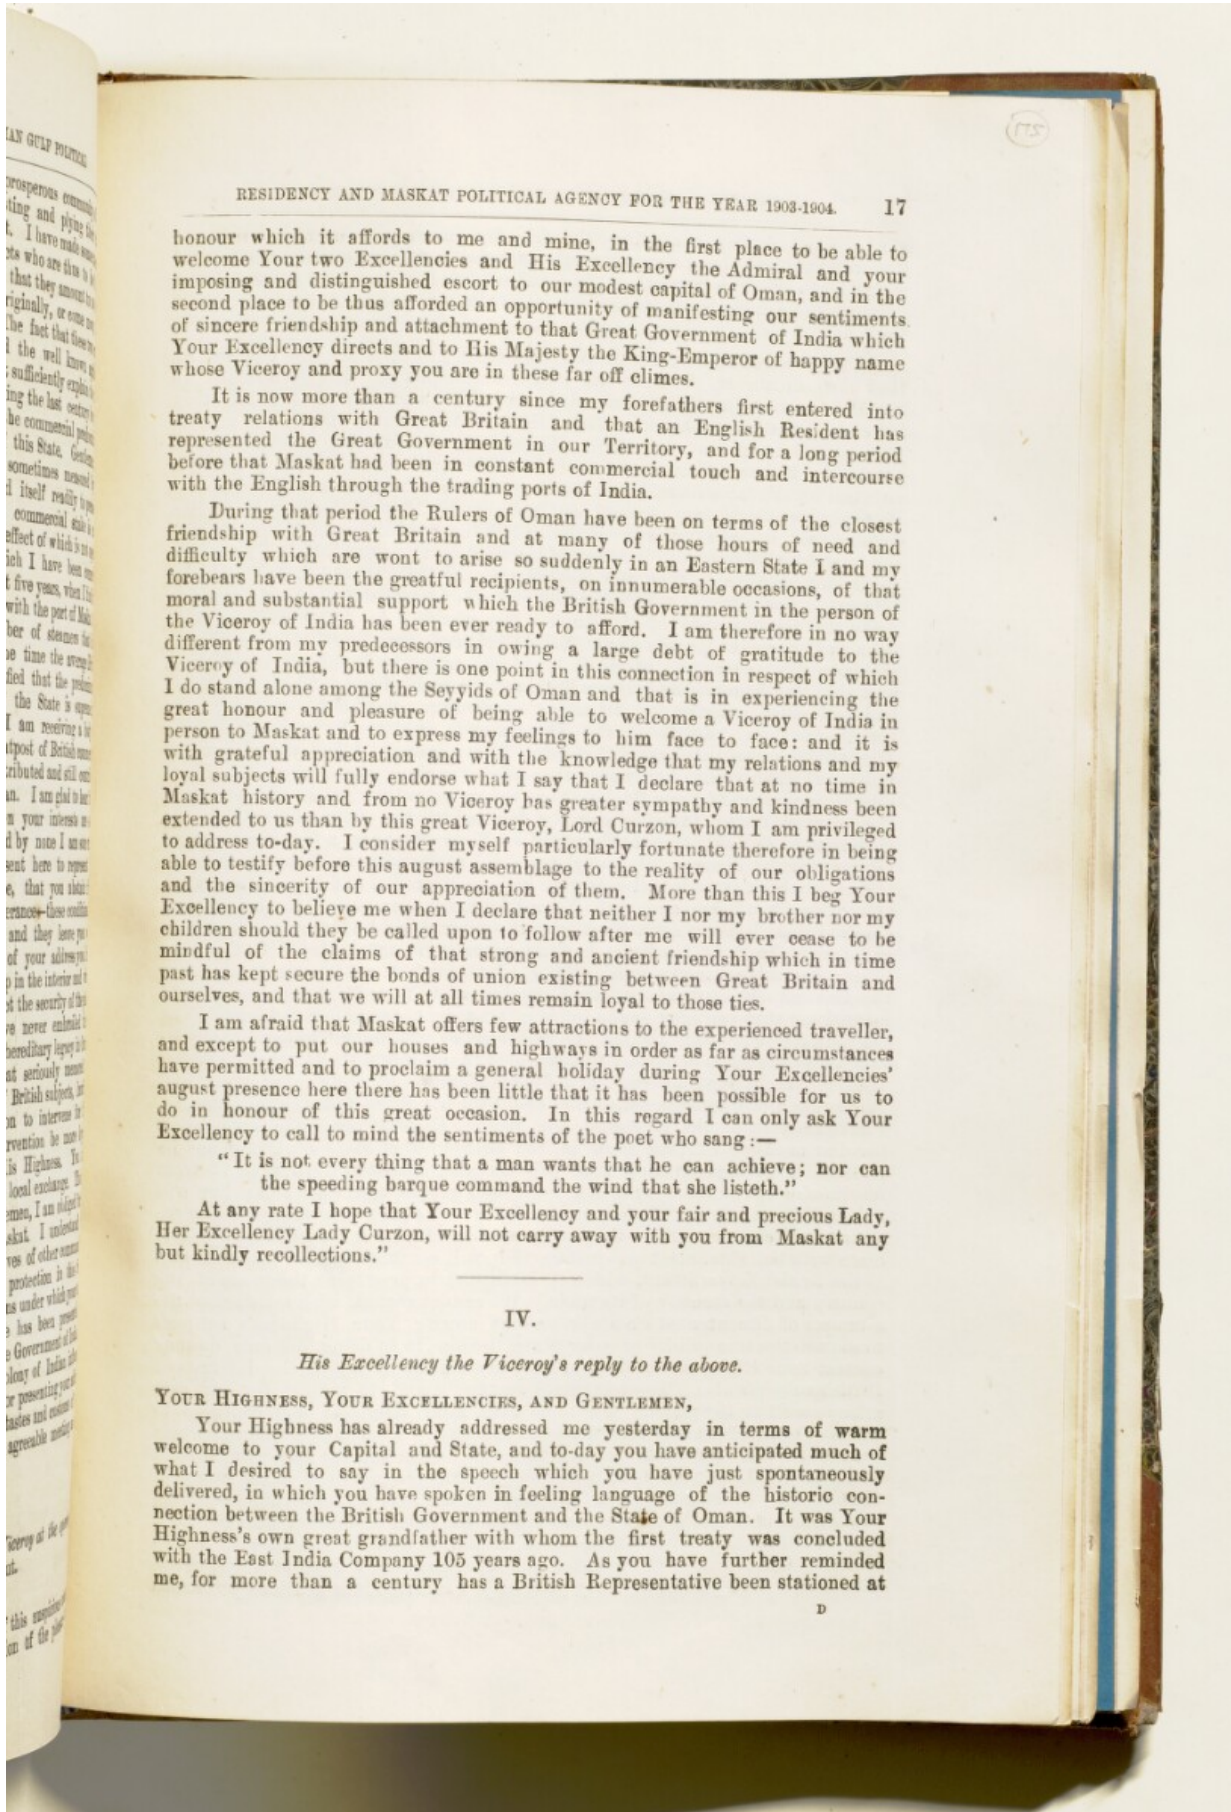 175
RESIDENCY AND MASKAT POLITICAL AGENCY FOR THE YEAR 1903-1904. 17
honour which it affords to me and mine, in the first place to be able to
welcome Your two Excellencies and His Excellency the Admiral and your
imposing and distinguished escort to our modest capital of Oman, and in the
second place to be thus afforded an opportunity of manifesting our sentiments
of sincere friendship and attachment to that Great Government of India which
Your Excellency directs and to His Majesty the King-Emperor of happy name
whose Viceroy and proxy you are in these far off climes.
It is now more than a century since my forefathers first entered into
treaty relations with Great Britain and that an English Resident has
represented the Great Government in our Territory, and for a long period
before that Maskat had been in constant commercial touch and intercourse
with the English through the trading ports of India.
During that period the Rulers of Oman have been on terms of the closest
friendship with Great Britain and at many of those hours of need and
difficulty which are wont to arise so suddenly in an Eastern State I and my
forebears have been the greatful recipients, on innumerable occasions, of that
moral and substantial support which the British Government in the person of
the Viceroy of India has been ever ready to afford. I am therefore in no way
different from my predecessors in owing a large debt of gratitude to the
Viceroy of India, but there is one point in this connection in respect of which
I do stand alone among the Seyyids of Oman and that is in experiencing the
great honour and pleasure of being able to welcome a Viceroy of India in
person to Maskat and to express my feelings to him face to face: and it is
with grateful appreciation and with the knowledge that my relations and my
loyal subjects will fully endorse what I say that I declare that at no time in
Maskat history and from no Viceroy has greater sympathy and kindness been
extended to us than by this great Viceroy, Lord Curzon, whom I am privileged
to address to-day. I consider myself particularly fortunate therefore in being
able to testify before this august assemblage to the reality of our obligations
and the sincerity of our appreciation of them. More than this I beg Your
Excellency to believe me when I declare that neither I nor my brother nor my
children should they be called upon to follow after me will ever cease to be
mindful of the claims of that strong and ancient friendship which in time
past has kept secure the bonds of union existing between Great Britain and
ourselves, and that we will at all times remain loyal to those ties.
I am afraid that Maskat offers few attractions to the experienced traveller,
and except to put our houses and highways in order as far as circumstances
have permitted and to proclaim a general holiday during Your Excellencies'
august presence here there has been little that it has been possible for us to
do in honour of this great occasion. In this regard I can only ask Your
Excellency to call to mind the sentiments of the poet who sang:—
"It is not every thing that a man wants that he can achieve; nor can
the speeding barque command the wind that she listeth."
At any rate I hope that Your Excellency and your fair and precious Lady,
Her Excellency Lady Curzon, will not carry away with you from Maskat any
but kindly recollections."
IV.
His Excellency the Viceroy's reply to the above.
YOUR HIGHNESS, YOUR EXCELLENCIES, AND GENTLEMEN,
Your Highness has already addressed me yesterday in terms of warm
welcome to your Capital and State, and to-day you have anticipated much of
what I desired to say in the speech which you have just spontaneously
delivered, in which you have spoken in feeling language of the historic con-
nection between the British Government and the State of Oman. It was Your
Highness's own great grandfather with whom the first treaty was concluded
with the East India Company 105 years ago. As you have further reminded
me, for more than a century has a British Representative been stationed at
D